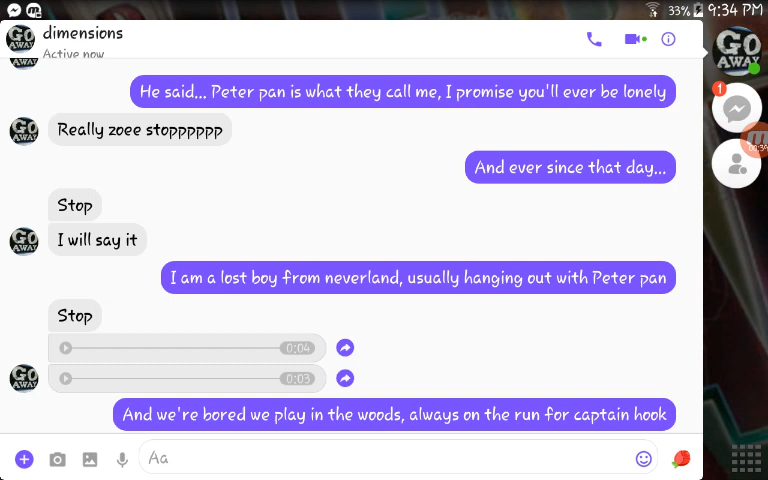 33% 9:34 PM
dimensions
Active now
GO AWAY
He said... Peter pan is what they call me, I promise you'll ever be lonely
Really zoee stopppppp
And ever since that day...
Stop
I will say it
I am a lost boy from neverland, usually hanging out with Peter pan
Stop
0:04
0:03
And we're bored we play in the woods, always on the run for captain hook
Aa
GO AWAY
1